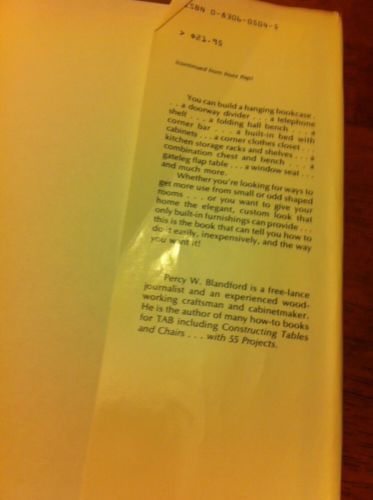 ISBN 0-8306-0504-5
> $21.95
(continued from front flap)
You can build a hanging bookcase .
. . a doorway divider . . . a telephone
shelf . . . a folding hall bench . . . a
corner bar . . . a built-in bed with
cabinets . . . a corner clothes closet . . .
kitchen storage racks and shelves . . . a
combination chest and bench . . . a
gateleg flap table . . . a window seat . . .
and much more.
Whether you're looking for ways to
get more use from small or odd shaped
rooms . . . or you want to give your
home the elegant, custom look that
only built-in furnishings can provide . . .
this is the book that can tell you how to
do it easily, inexpensively, and the way
you want it!
Percy W. Blandford is a free-lance
journalist and an experienced wood-
working craftsman and cabinetmaker.
He is the author of many how-to books
for TAB including Constructing Tables
and Chairs . . . with 55 Projects.